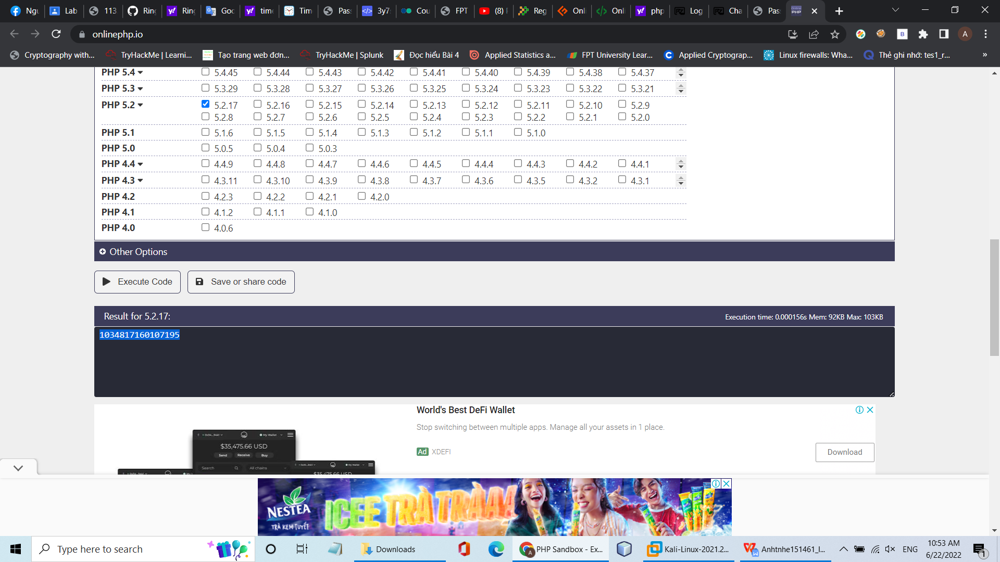 Ngu
Lab
113
Ring
Ring
Goo
time
Tim
Pass
3y7s
Cou
FPT
(8)
Reg
Onli
Onli
php
Log
Cha
Pas
onlinephp.io
A
Cryptography with...
TryHackMe | Learni...
Tạo trang web đơn...
TryHackMe | Splunk
Đọc hiểu Bài 4
Applied Statistics a...
FPT University Lear...
Applied Cryptograp...
Linux firewalls: Wha...
Thẻ ghi nhớ: tes1_r...
»
PHP 5.4 5.4.45 5.4.44 5.4.43 5.4.42 5.4.41 5.4.40 5.4.39 5.4.38 5.4.37
PHP 5.3 5.3.29 5.3.28 5.3.27 5.3.26 5.3.25 5.3.24 5.3.23 5.3.22 5.3.21
PHP 5.2 5.2.17 5.2.16 5.2.15 5.2.14 5.2.13 5.2.12 5.2.11 5.2.10 5.2.9
5.2.8 5.2.7 5.2.6 5.2.5 5.2.4 5.2.3 5.2.2 5.2.1 5.2.0
PHP 5.1 5.1.6 5.1.5 5.1.4 5.1.3 5.1.2 5.1.1 5.1.0
PHP 5.0 5.0.5 5.0.4 5.0.3
PHP 4.4 4.4.9 4.4.8 4.4.7 4.4.6 4.4.5 4.4.4 4.4.3 4.4.2 4.4.1
PHP 4.3 4.3.11 4.3.10 4.3.9 4.3.8 4.3.7 4.3.6 4.3.5 4.3.2 4.3.1
PHP 4.2 4.2.3 4.2.2 4.2.1 4.2.0
PHP 4.1 4.1.2 4.1.1 4.1.0
PHP 4.0 4.0.6
Other Options
Execute Code
Save or share code
Result for 5.2.17:
Execution time: 0.000156s Mem: 92KB Max: 103KB
1034817160107195
World's Best DeFi Wallet
Stop switching between multiple apps. Manage all your assets in 1 place.
Ad XDEFI
Download
My Wallet
$35,475.66 USD
Send Receive Buy
Search All chains
My Wallet
$35,475.66 USD
NESTEA
TRÀ KEM TUYẾT
ICEE TRÀ TRÀAAA
Type here to search
Downloads
PHP Sandbox - Ex...
Kali-Linux-2021.2...
Anhtnhe151461_I...
ENG
10:53 AM
6/22/2022
1